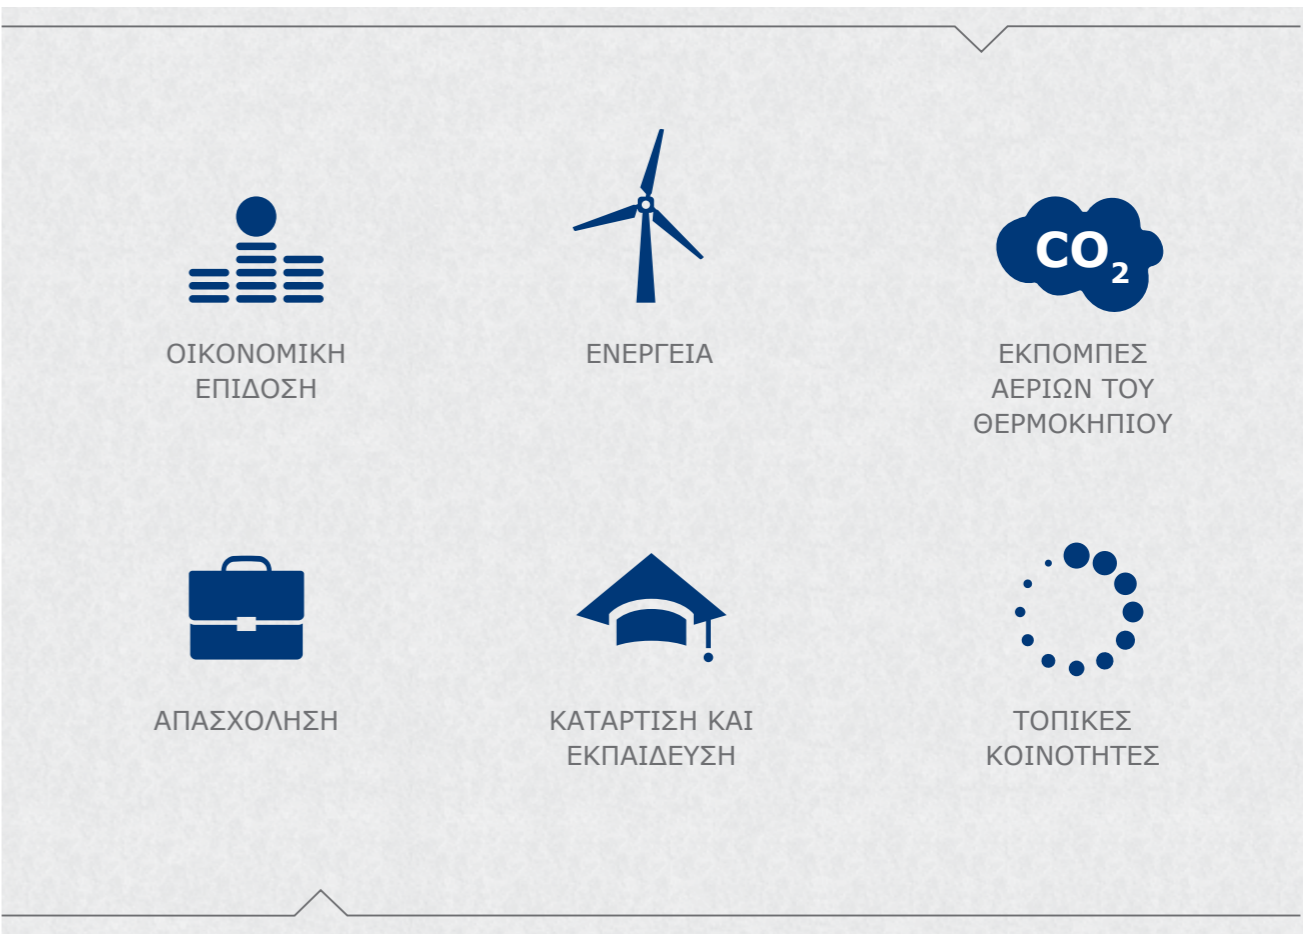 ΟΙΚΟΝΟΜΙΚΗ
ΕΠΙΔΟΣΗ
ΕΝΕΡΓΕΙΑ
CO2
ΕΚΠΟΜΠΕΣ
ΑΕΡΙΩΝ ΤΟΥ
ΘΕΡΜΟΚΗΠΙΟΥ
ΑΠΑΣΧΟΛΗΣΗ
ΚΑΤΑΡΤΙΣΗ ΚΑΙ
ΕΚΠΑΙΔΕΥΣΗ
ΤΟΠΙΚΕΣ
ΚΟΙΝΟΤΗΤΕΣ